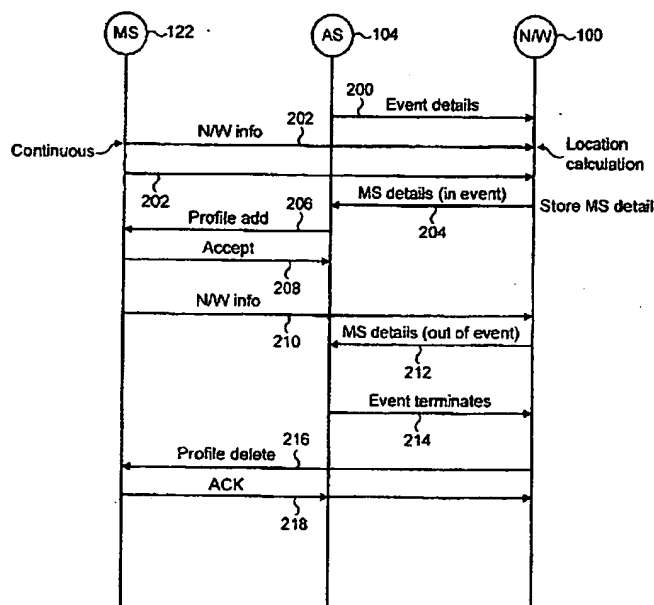 MS 122 AS 104 N/W 100
200 Event details
N/W info 202
Continuous
Location
calculation
202
MS details (in event)
Store MS detail
204
Profile add 206
Accept
208
N/W info
210
MS details (out of event)
212
Event terminates
214
Profile delete 216
ACK
218